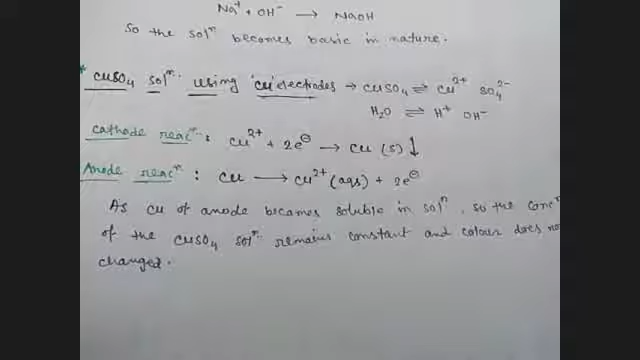 Na⁺ + OH⁻ → NaOH
So the solⁿ becomes basic in nature.
* CuSO₄ solⁿ. using 'cu' electrodes → CuSO₄ ⇌ Cu²⁺ SO₄²⁻
H₂O ⇌ H⁺ OH⁻
Cathode reacⁿ: Cu²⁺ + 2e⊖ → Cu (s) ↓
Anode reacⁿ : Cu → Cu²⁺ (aqs) + 2e⊖
As cu of anode becomes soluble in solⁿ, so the concⁿ
of the CuSO₄ solⁿ remains constant and colour does no
changed.